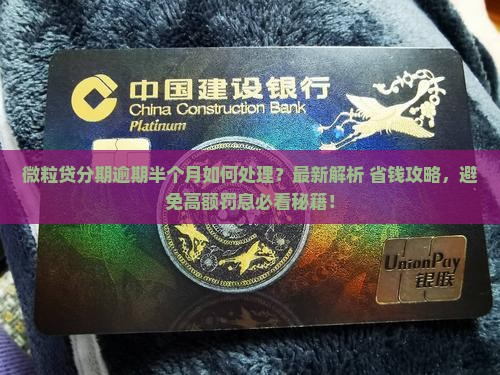 中国建设银行
China Construction Bank
Platinum
微粒贷分期逾期半个月如何处理？最新解析 省钱攻略，避
免高额罚息必看秘籍！
UnionPay
银联